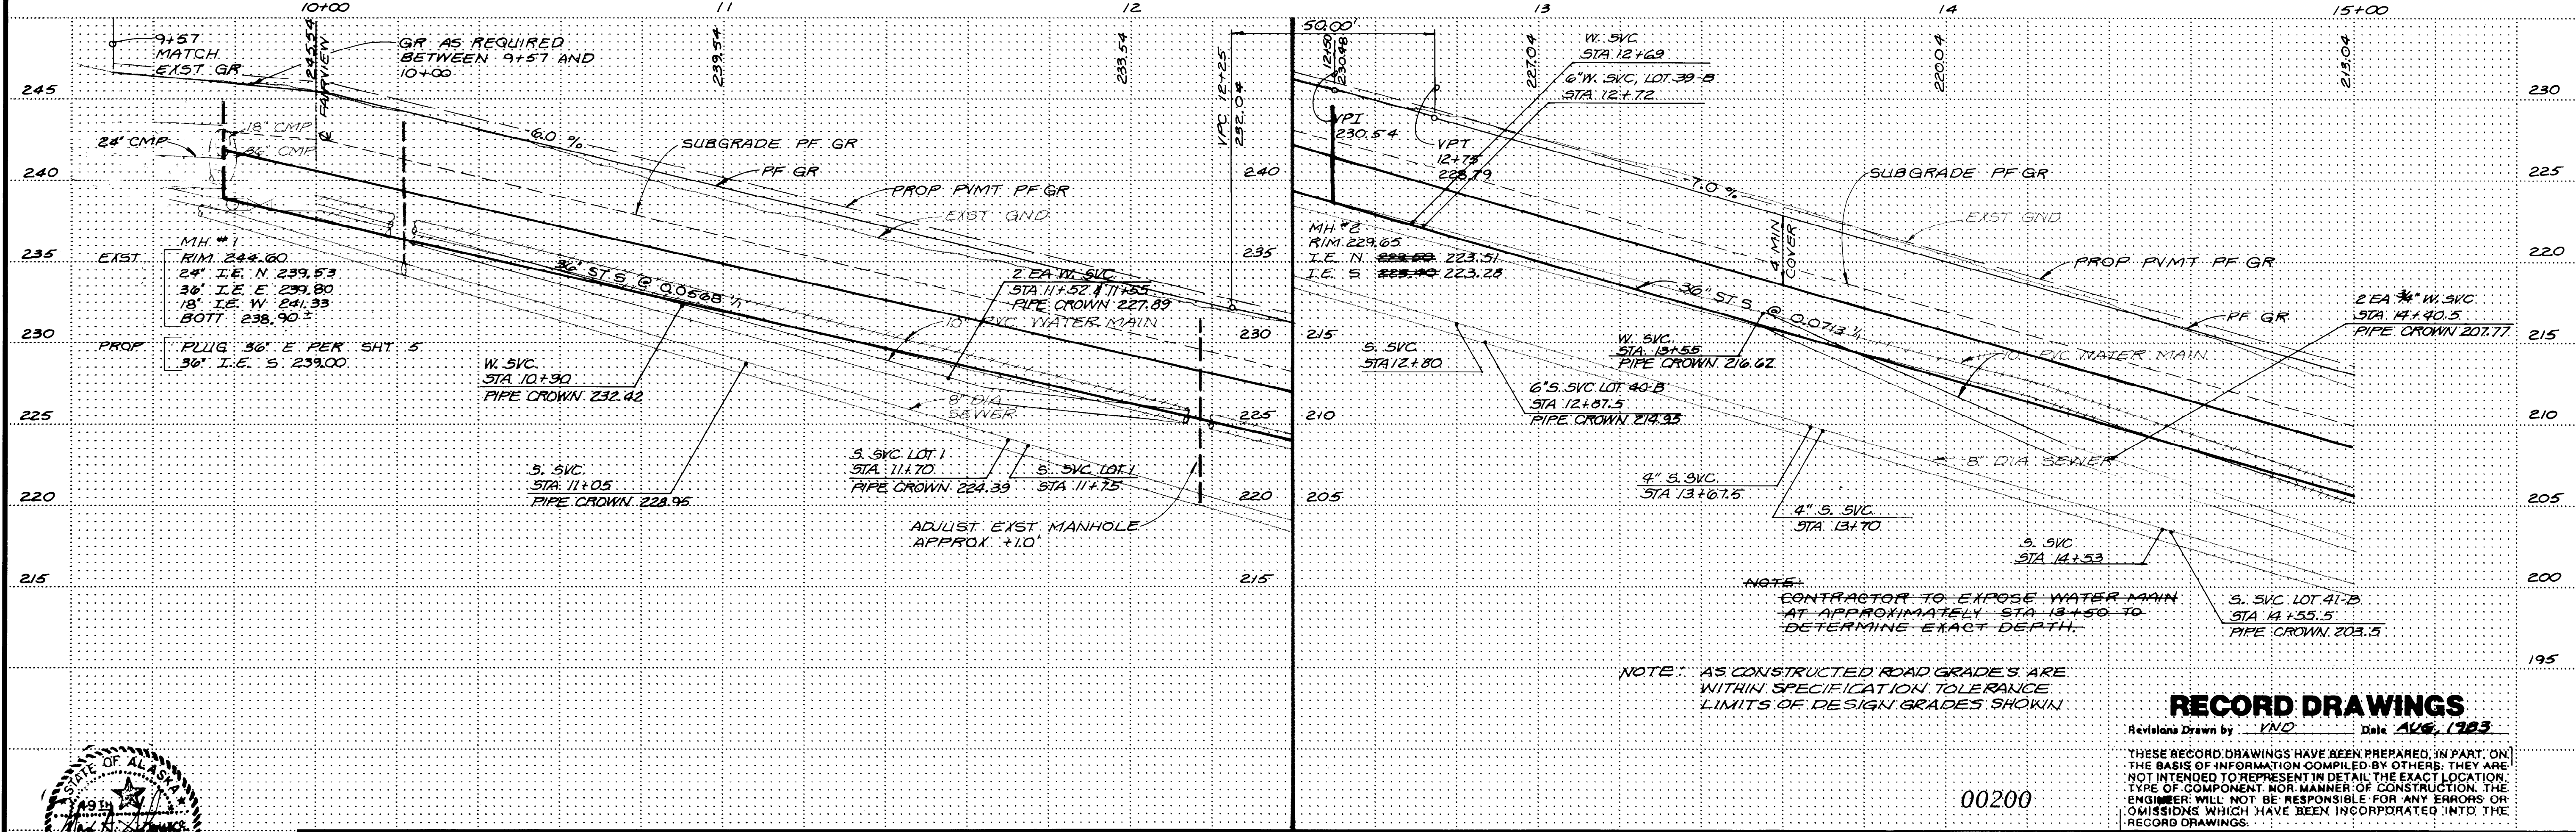 10+00
11
12
13
14
15+00
9+57
MATCH
EXST GR
245.54
℄ FAIRVIEW
GR AS REQUIRED
BETWEEN 9+57 AND
10+00
239.54
233.54
VPC 12+25
232.04
50.00'
12+50
230.48
VPI
230.54
VPT
12+75
228.79
W. SVC
STA 12+69
6" W. SVC, LOT 39-B
STA 12+72
227.04
220.04
213.04
245
240
235
230
225
220
215
240
235
230
225
220
215
215
210
205
230
225
220
215
210
205
200
195
18" CMP
24" CMP
36" CMP
-6.0 %
SUBGRADE PF GR
PF GR
PROP PVMT PF GR
EXST GND
EXST
MH #1
RIM 244.60
24" I.E. N 239.53
36" I.E. E 239.80
18" I.E. W 241.33
BOTT 238.90 ±
PROP
PLUG 36" E PER SHT 5
36" I.E. S 239.00
36" ST S @ 0.0568 1/1
2 EA W. SVC
STA 11+52 & 11+55
PIPE CROWN 227.89
10" PVC WATER MAIN
W. SVC
STA 10+90
PIPE CROWN 232.42
8" DIA
SEWER
S. SVC
STA 11+05
PIPE CROWN 228.95
S. SVC LOT 1
STA 11+70
PIPE CROWN 224.39
S. SVC LOT 1
STA 11+75
ADJUST EXST MANHOLE
APPROX. +1.0'
MH #2
RIM 229.65
I.E. N 223.51
I.E. S 223.28
-7.0 %
SUBGRADE PF GR
EXST GND
4' MIN
COVER
PROP PVMT PF GR
PF GR
36" ST S @ 0.0713 1/1
2 EA 3/4" W. SVC
STA 14+40.5
PIPE CROWN 207.77
S. SVC
STA 12+80
W. SVC
STA 13+55
PIPE CROWN 216.62
10" PVC WATER MAIN
6" S. SVC LOT 40-B
STA 12+87.5
PIPE CROWN 214.95
8" DIA SEWER
4" S. SVC
STA 13+67.5
4" S. SVC
STA 13+70
S. SVC
STA 14+53
S. SVC LOT 41-B
STA 14+55.5
PIPE CROWN 203.5
NOTE:
CONTRACTOR TO EXPOSE WATER MAIN
AT APPROXIMATELY STA 13+50 TO
DETERMINE EXACT DEPTH.
NOTE: AS CONSTRUCTED ROAD GRADES ARE
WITHIN SPECIFICATION TOLERANCE
LIMITS OF DESIGN GRADES SHOWN
RECORD DRAWINGS
Revisions Drawn by VND Date AUG, 1983
THESE RECORD DRAWINGS HAVE BEEN PREPARED, IN PART, ON
THE BASIS OF INFORMATION COMPILED BY OTHERS. THEY ARE
NOT INTENDED TO REPRESENT IN DETAIL THE EXACT LOCATION,
TYPE OF COMPONENT NOR MANNER OF CONSTRUCTION. THE
ENGINEER WILL NOT BE RESPONSIBLE FOR ANY ERRORS OR
OMISSIONS WHICH HAVE BEEN INCORPORATED INTO THE
RECORD DRAWINGS.
00200
STATE OF ALASKA
49TH